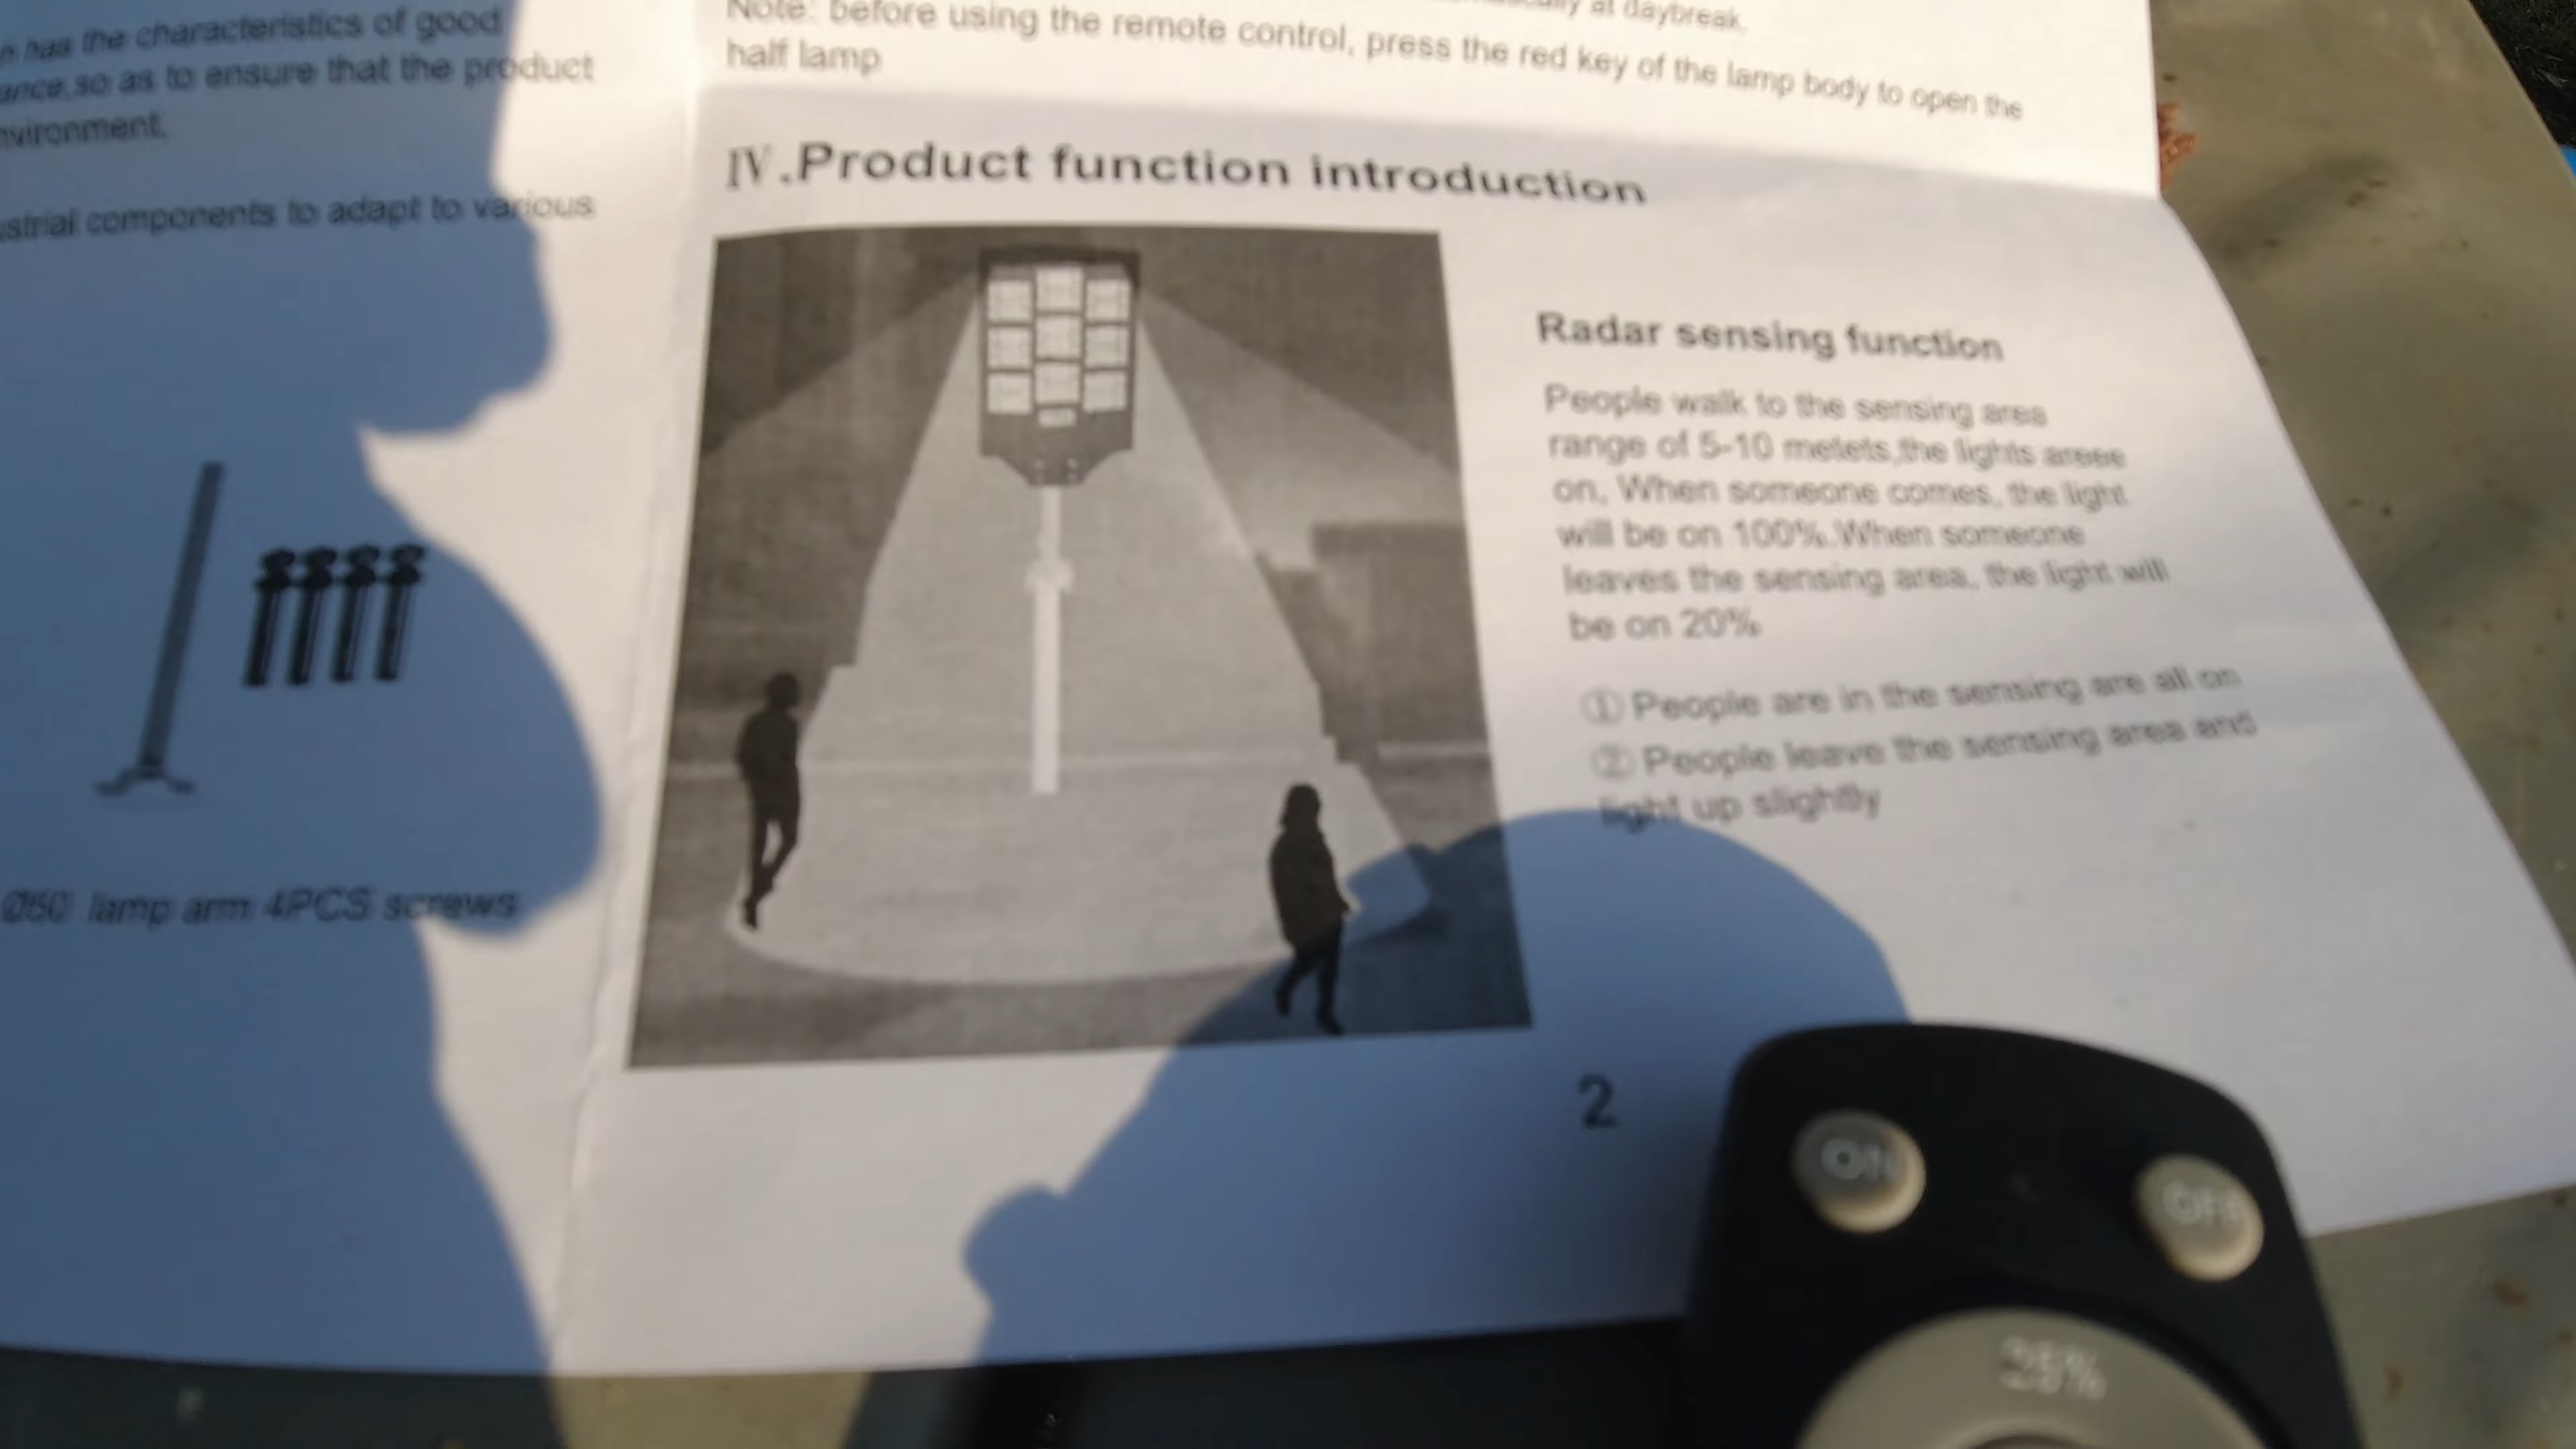 has the characteristics of good
so as to ensure that the product
nvironment.
ustrial components to adapt to various
Ø60 lamp arm 4PCS screws
at daybreak.
Note: before using the remote control, press the red key of the lamp body to open the
half lamp
IV.Product function introduction
Radar sensing function
People walk to the sensing area
range of 5-10 metets,the lights areee
on, When someone comes, the light
will be on 100%.When someone
leaves the sensing area, the light will
be on 20%
① People are in the sensing are all on
② People leave the sensing area and
light up slightly
2
ON
OFF
25%